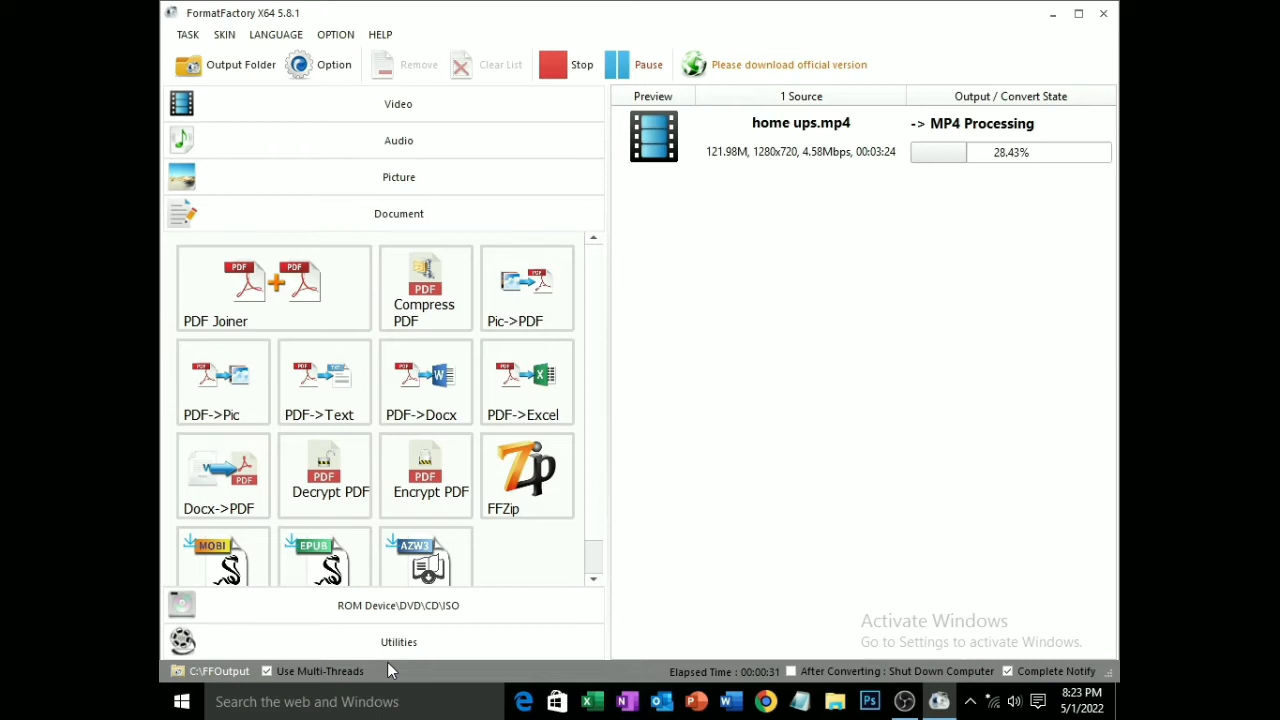 FormatFactory X64 5.8.1
TASK SKIN LANGUAGE OPTION HELP
Output Folder Option Remove Clear List Stop Pause Please download official version
Video
Audio
Picture
Document
PDF PDF
PDF Joiner
PDF
Compress
PDF
PDF
Pic->PDF
PDF
PDF->Pic
PDF TXT
PDF->Text
PDF W
PDF->Docx
PDF X
PDF->Excel
W PDF
Docx->PDF
PDF
Decrypt PDF
PDF
Encrypt PDF
Zip
FFZip
MOBI
EPUB
AZW3
ROM Device\DVD\CD\ISO
Utilities
Preview 1 Source Output / Convert State
home ups.mp4 -> MP4 Processing
121.98M, 1280x720, 4.58Mbps, 00:03:24 28.43%
Activate Windows
Go to Settings to activate Windows.
C:\FFOutput Use Multi-Threads Elapsed Time : 00:00:31 After Converting : Shut Down Computer Complete Notify
Search the web and Windows
8:23 PM
5/1/2022